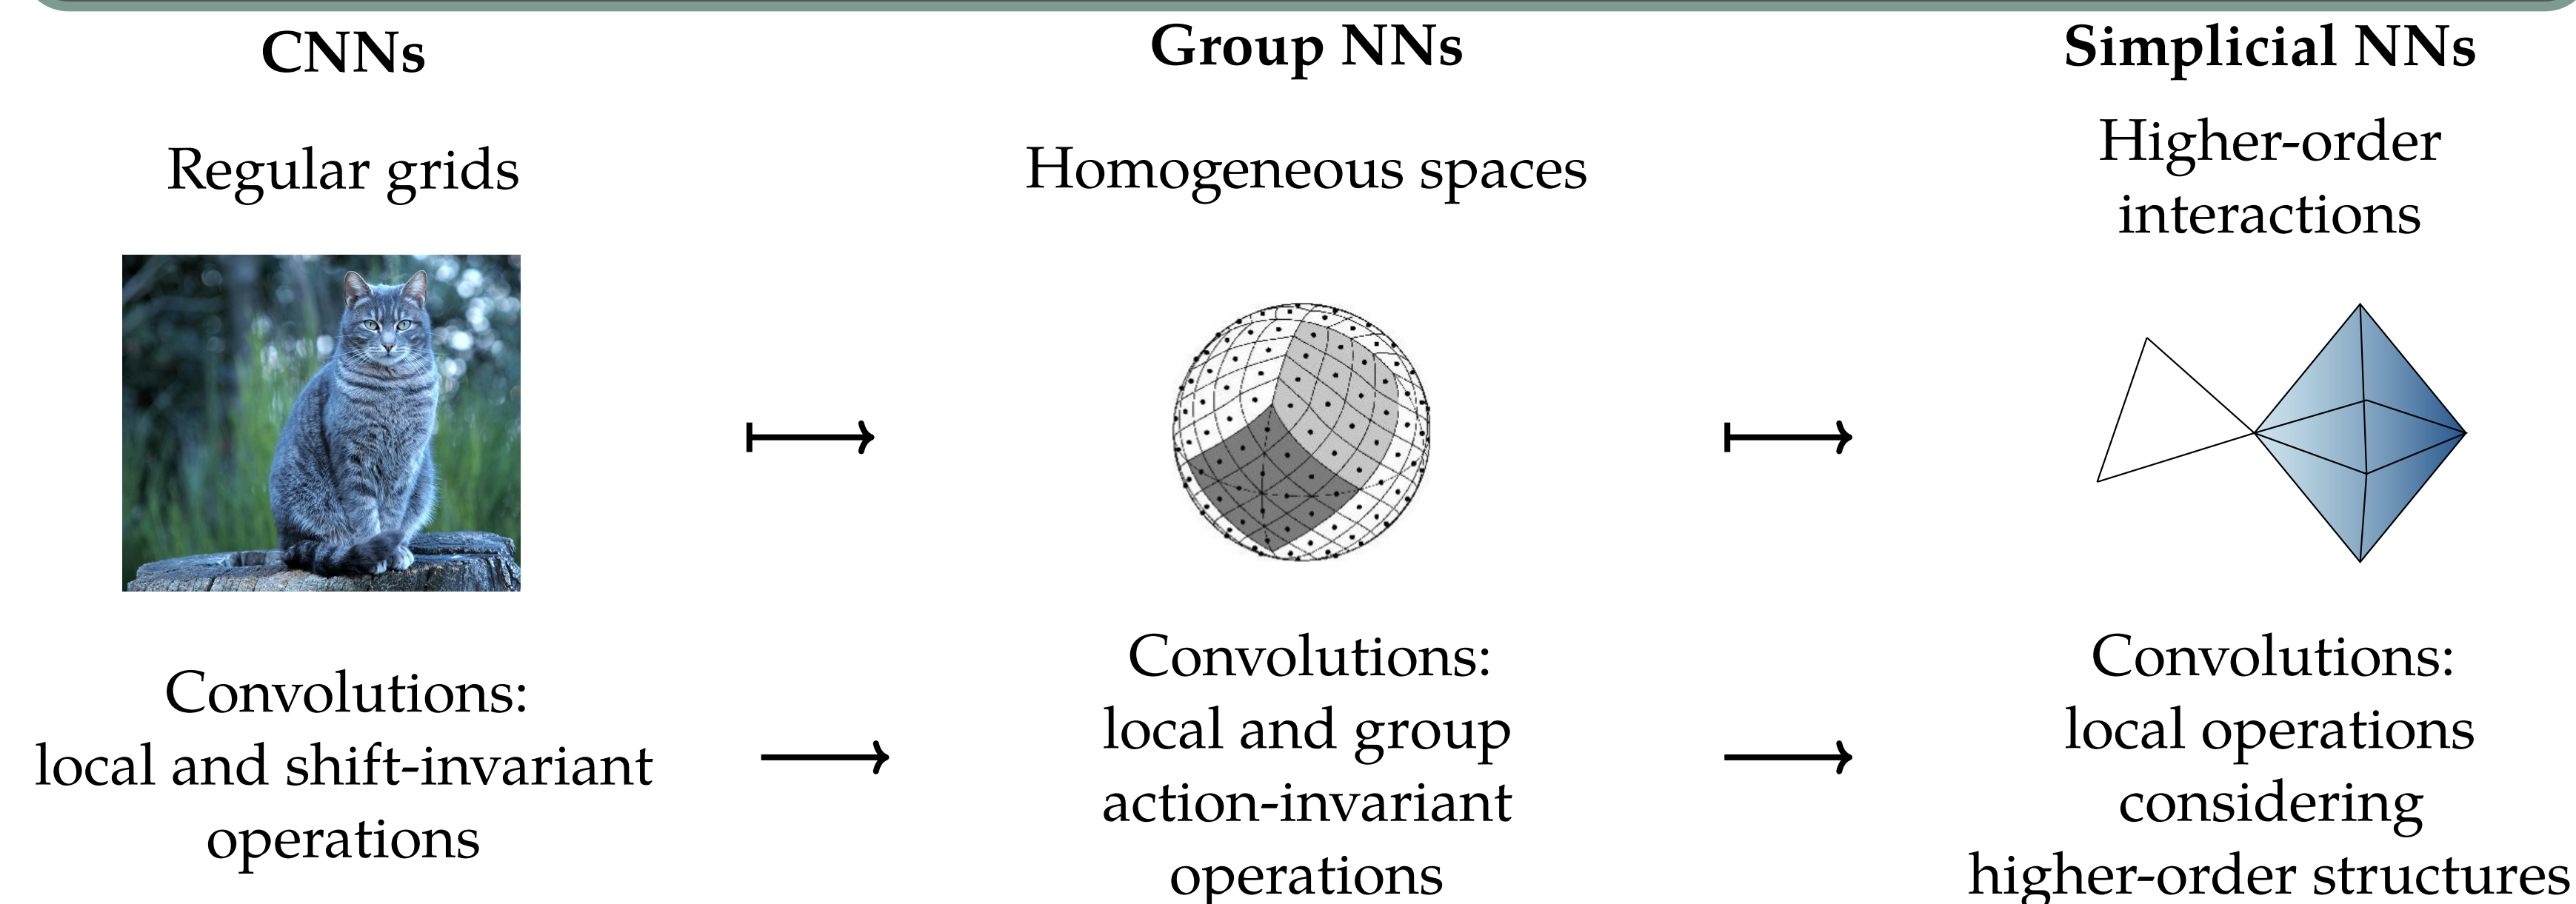 CNNs
Regular grids
Convolutions:
local and shift-invariant
operations
Group NNs
Homogeneous spaces
Convolutions:
local and group
action-invariant
operations
Simplicial NNs
Higher-order
interactions
Convolutions:
local operations
considering
higher-order structures